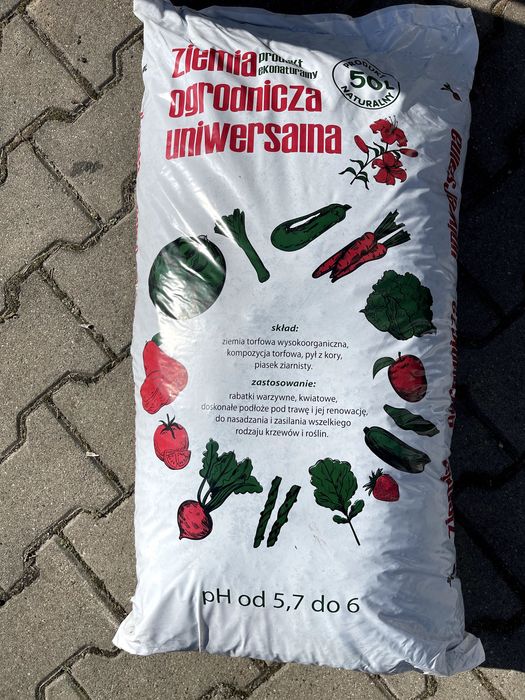 ziemia
produkt
ekonaturalny
ogrodnicza
uniwersalna
PRODUKT
50L
NATURALNY
skład:
ziemia torfowa wysokoorganiczna,
kompozycja torfowa, pył z kory,
piasek ziarnisty.
zastosowanie:
rabatki warzywne, kwiatowe,
doskonałe podłoże pod trawę i jej renowację,
do nasadzania i zasilania wszelkiego
rodzaju krzewów i roślin.
pH od 5,7 do 6